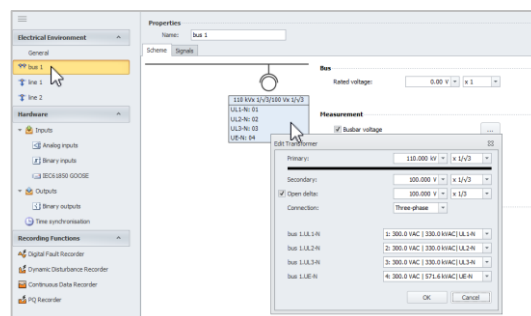 Properties
Name: bus 1
Scheme Signals
Electrical Environment
General
bus 1
line 1
line 2
Hardware
Inputs
Analog inputs
Binary inputs
IEC61850 GOOSE
Outputs
Binary outputs
Time synchronisation
Recording Functions
Digital Fault Recorder
Dynamic Disturbance Recorder
Continuous Data Recorder
PQ Recorder
110 kVx 1/√3/100 Vx 1/√3
UL1-N: 01
UL2-N: 02
UL3-N: 03
UE-N: 04
Bus
Rated voltage: 0.00 V x 1
Measurement
Busbar voltage ...
Edit Transformer
Primary: 110.000 kV x 1/√3
Secondary: 100.000 V x 1/√3
Open delta: 100.000 V x 1/3
Connection: Three-phase
bus 1.UL1-N 1: 300.0 VAC | 330.0 kVAC| UL1-N
bus 1.UL2-N 2: 300.0 VAC | 330.0 kVAC| UL2-N
bus 1.UL3-N 3: 300.0 VAC | 330.0 kVAC| UL3-N
bus 1.UE-N 4: 300.0 VAC | 571.6 kVAC| UE-N
OK Cancel